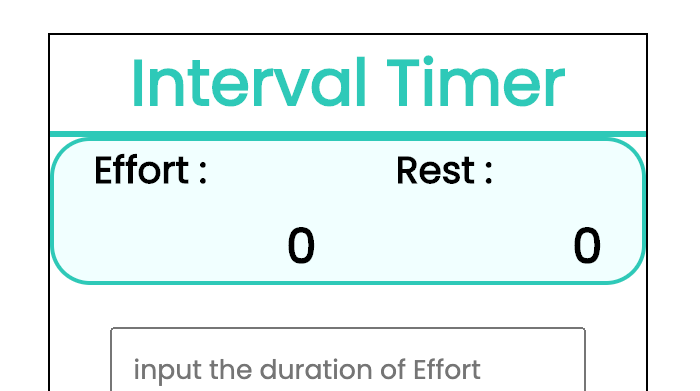 Interval Timer
Effort : Rest :
0 0
input the duration of Effort